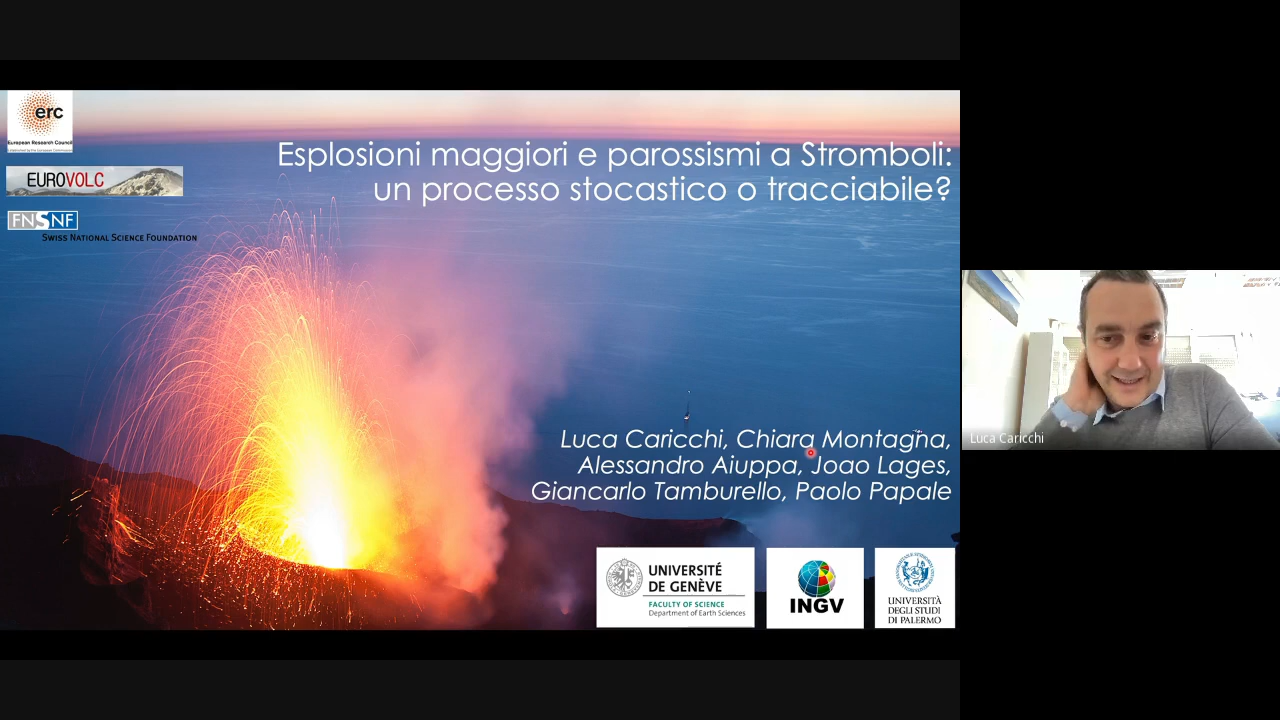 erc
European Research Council
EUROVOLC
FNSNF
SWISS NATIONAL SCIENCE FOUNDATION
Esplosioni maggiori e parossismi a Stromboli:
un processo stocastico o tracciabile?
Luca Caricchi, Chiara Montagna,
Alessandro Aiuppa, Joao Lages,
Giancarlo Tamburello, Paolo Papale
UNIVERSITÉ
DE GENÈVE
FACULTY OF SCIENCE
Department of Earth Sciences
INGV
UNIVERSITÀ
DEGLI STUDI
DI PALERMO
Luca Caricchi